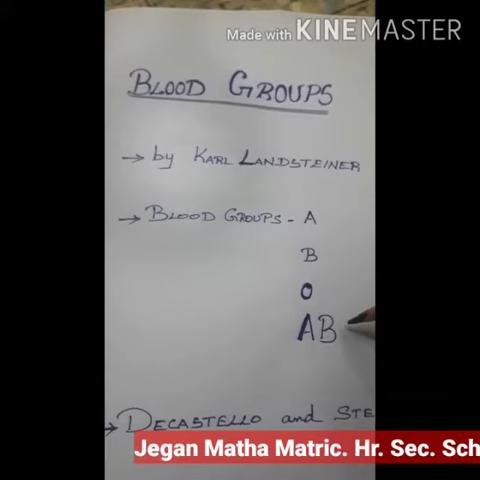 Made with KINEMASTER
BLOOD GROUPS
→ by KARL LANDSTEINER
→ BLOOD GROUPS - A
B
O
AB
→ DECASTELLO and STE
Jegan Matha Matric. Hr. Sec. Sch